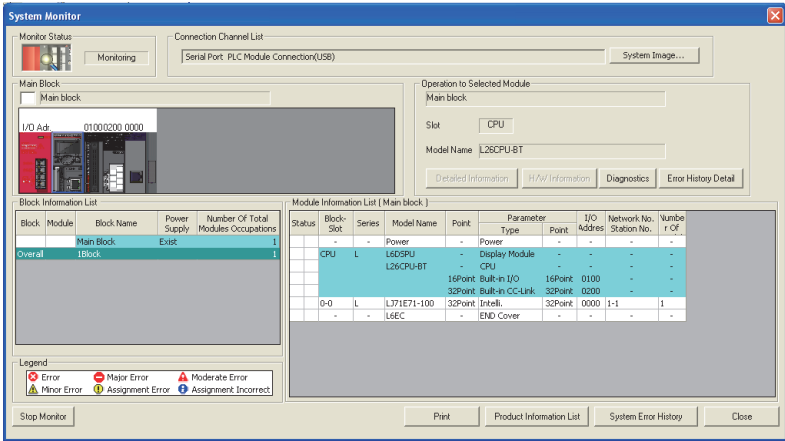 System Monitor
Monitor Status
Monitoring
Connection Channel List
Serial Port PLC Module Connection(USB)
System Image...
Main Block
Main block
I/O Adr. 01000200 0000
Operation to Selected Module
Main block
Slot CPU
Model Name L26CPU-BT
Detailed Information H/W Information Diagnostics Error History Detail
Block Information List
Block Module Block Name Power Supply Number Of Total Modules Occupations
Main Block Exist 1
Overall 1Block 1
Module Information List ( Main block )
Status Block-Slot Series Model Name Point Parameter Type Point I/O Addres Network No. Station No. Numbe r Of
- - Power - Power - - - -
CPU L L6DSPU - Display Module - - - -
L26CPU-BT - CPU - - - -
16Point Built-in I/O 16Point 0100 - -
32Point Built-in CC-Link 32Point 0200 - -
0-0 L LJ71E71-100 32Point Intelli. 32Point 0000 1-1 1
- - L6EC - END Cover - - - -
Legend
Error Major Error Moderate Error
Minor Error Assignment Error Assignment Incorrect
Stop Monitor Print Product Information List System Error History Close